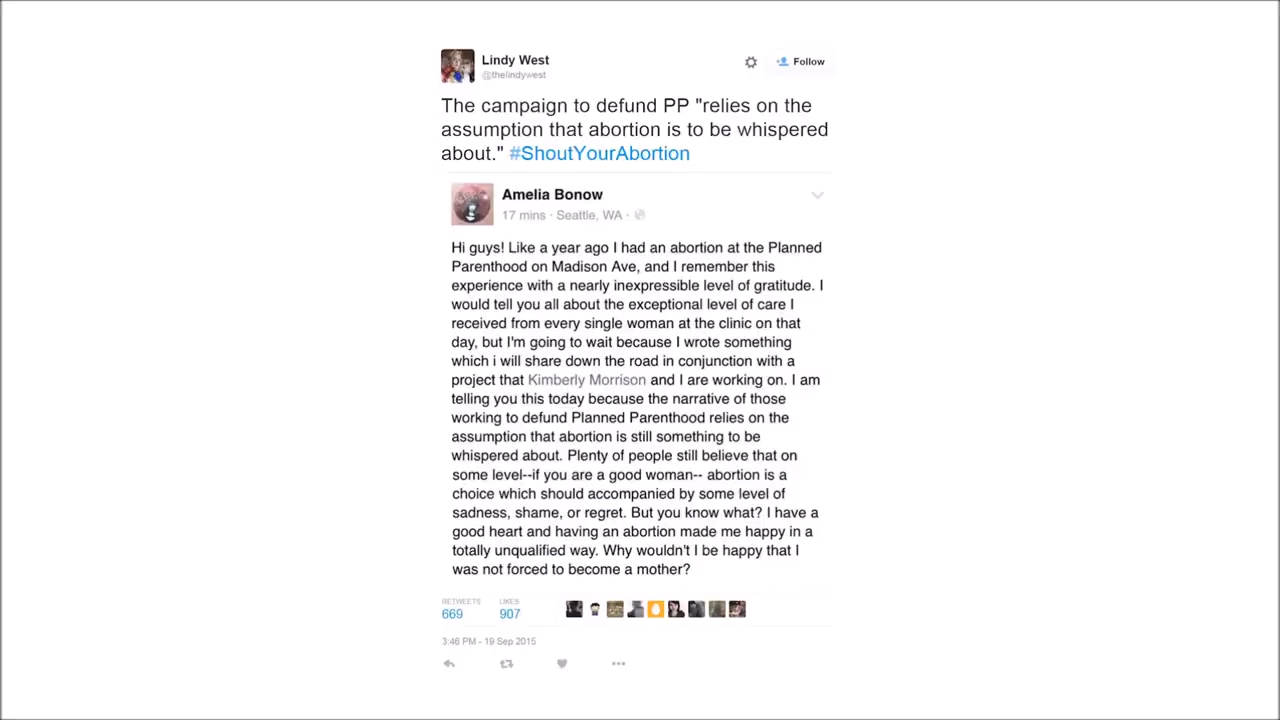 Lindy West
@thelindywest
Follow
The campaign to defund PP "relies on the
assumption that abortion is to be whispered
about." #ShoutYourAbortion
Amelia Bonow
17 mins · Seattle, WA ·
Hi guys! Like a year ago I had an abortion at the Planned
Parenthood on Madison Ave, and I remember this
experience with a nearly inexpressible level of gratitude. I
would tell you all about the exceptional level of care I
received from every single woman at the clinic on that
day, but I'm going to wait because I wrote something
which i will share down the road in conjunction with a
project that Kimberly Morrison and I are working on. I am
telling you this today because the narrative of those
working to defund Planned Parenthood relies on the
assumption that abortion is still something to be
whispered about. Plenty of people still believe that on
some level--if you are a good woman-- abortion is a
choice which should accompanied by some level of
sadness, shame, or regret. But you know what? I have a
good heart and having an abortion made me happy in a
totally unqualified way. Why wouldn't I be happy that I
was not forced to become a mother?
RETWEETS LIKES
669 907
3:46 PM - 19 Sep 2015